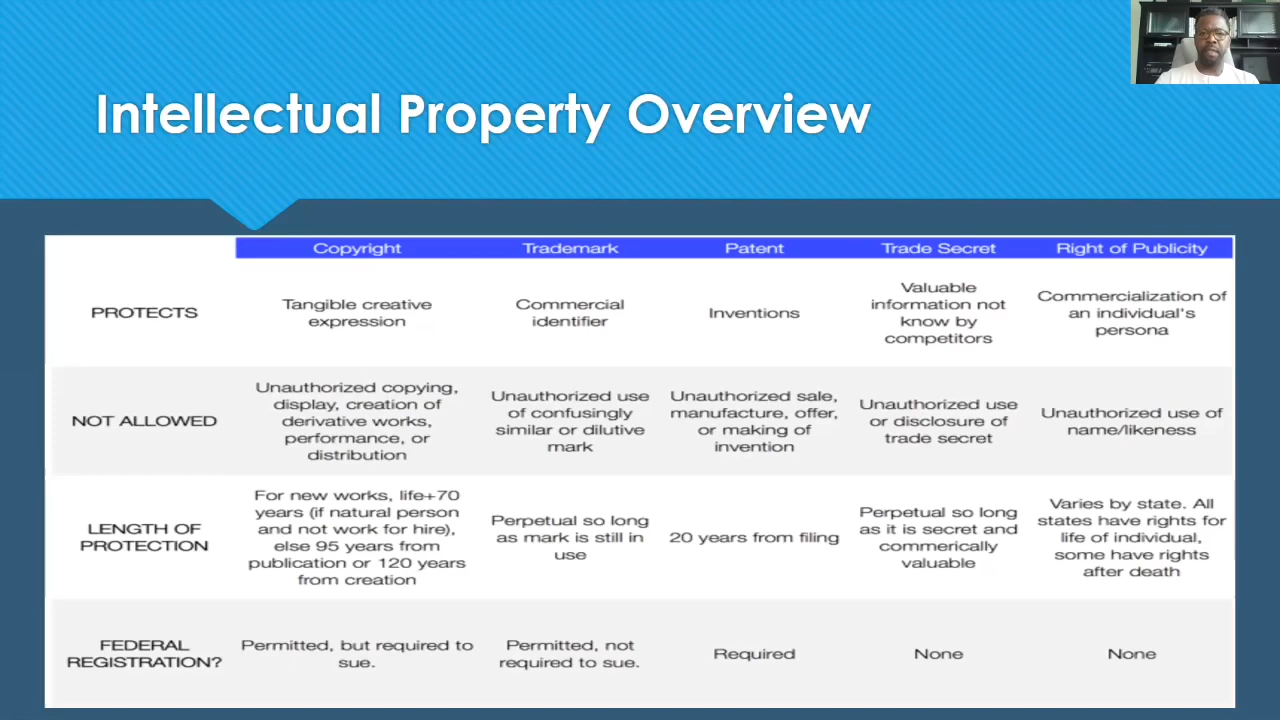 Intellectual Property Overview
Copyright
Trademark
Patent
Trade Secret
Right of Publicity
PROTECTS
Tangible creative
expression
Commercial
identifier
Inventions
Valuable
information not
know by
competitors
Commercialization of
an individual's
persona
NOT ALLOWED
Unauthorized copying,
display, creation of
derivative works,
performance, or
distribution
Unauthorized use
of confusingly
similar or dilutive
mark
Unauthorized sale,
manufacture, offer,
or making of
invention
Unauthorized use
or disclosure of
trade secret
Unauthorized use of
name/likeness
LENGTH OF
PROTECTION
For new works, life+70
years (if natural person
and not work for hire),
else 95 years from
publication or 120 years
from creation
Perpetual so long
as mark is still in
use
20 years from filing
Perpetual so long
as it is secret and
commerically
valuable
Varies by state. All
states have rights for
life of individual,
some have rights
after death
FEDERAL
REGISTRATION?
Permitted, but required to
sue.
Permitted, not
required to sue.
Required
None
None